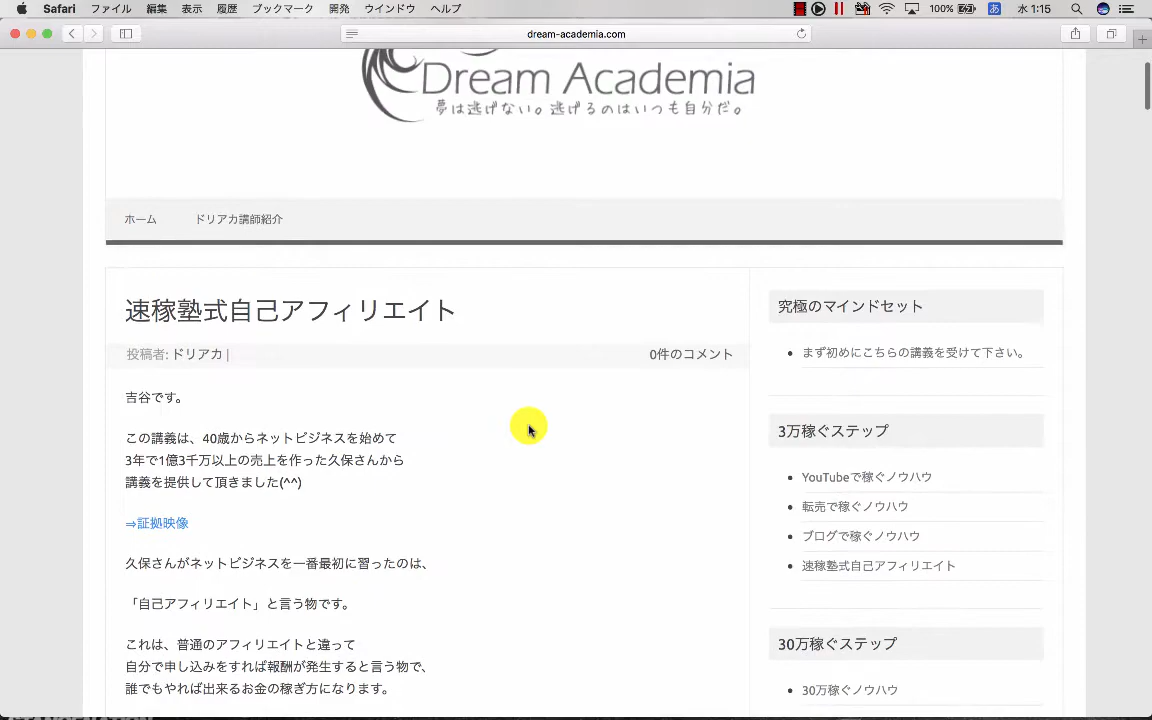 Safari ファイル 編集 表示 履歴 ブックマーク 開発 ウインドウ ヘルプ 100% あ 水 1:15
dream-academia.com
Dream Academia
夢は逃げない。逃げるのはいつも自分だ。
ホーム ドリアカ講師紹介
速稼塾式自己アフィリエイト
投稿者: ドリアカ | 0件のコメント
吉谷です。
この講義は、40歳からネットビジネスを始めて
3年で1億3千万以上の売上を作った久保さんから
講義を提供して頂きました(^^)
⇒証拠映像
久保さんがネットビジネスを一番最初に習ったのは、
「自己アフィリエイト」と言う物です。
これは、普通のアフィリエイトと違って
自分で申し込みをすれば報酬が発生すると言う物で、
誰でもやれば出来るお金の稼ぎ方になります。
究極のマインドセット
まず初めにこちらの講義を受けて下さい。
3万稼ぐステップ
YouTubeで稼ぐノウハウ
転売で稼ぐノウハウ
ブログで稼ぐノウハウ
速稼塾式自己アフィリエイト
30万稼ぐステップ
30万稼ぐノウハウ